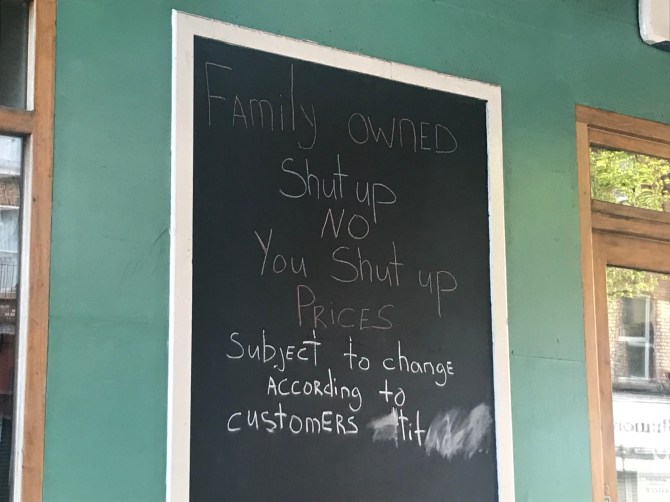 Family OWNED
Shut up
NO
You Shut up
PRICES
SUbJECT to change
ACCORDING to
CUSTOMERS